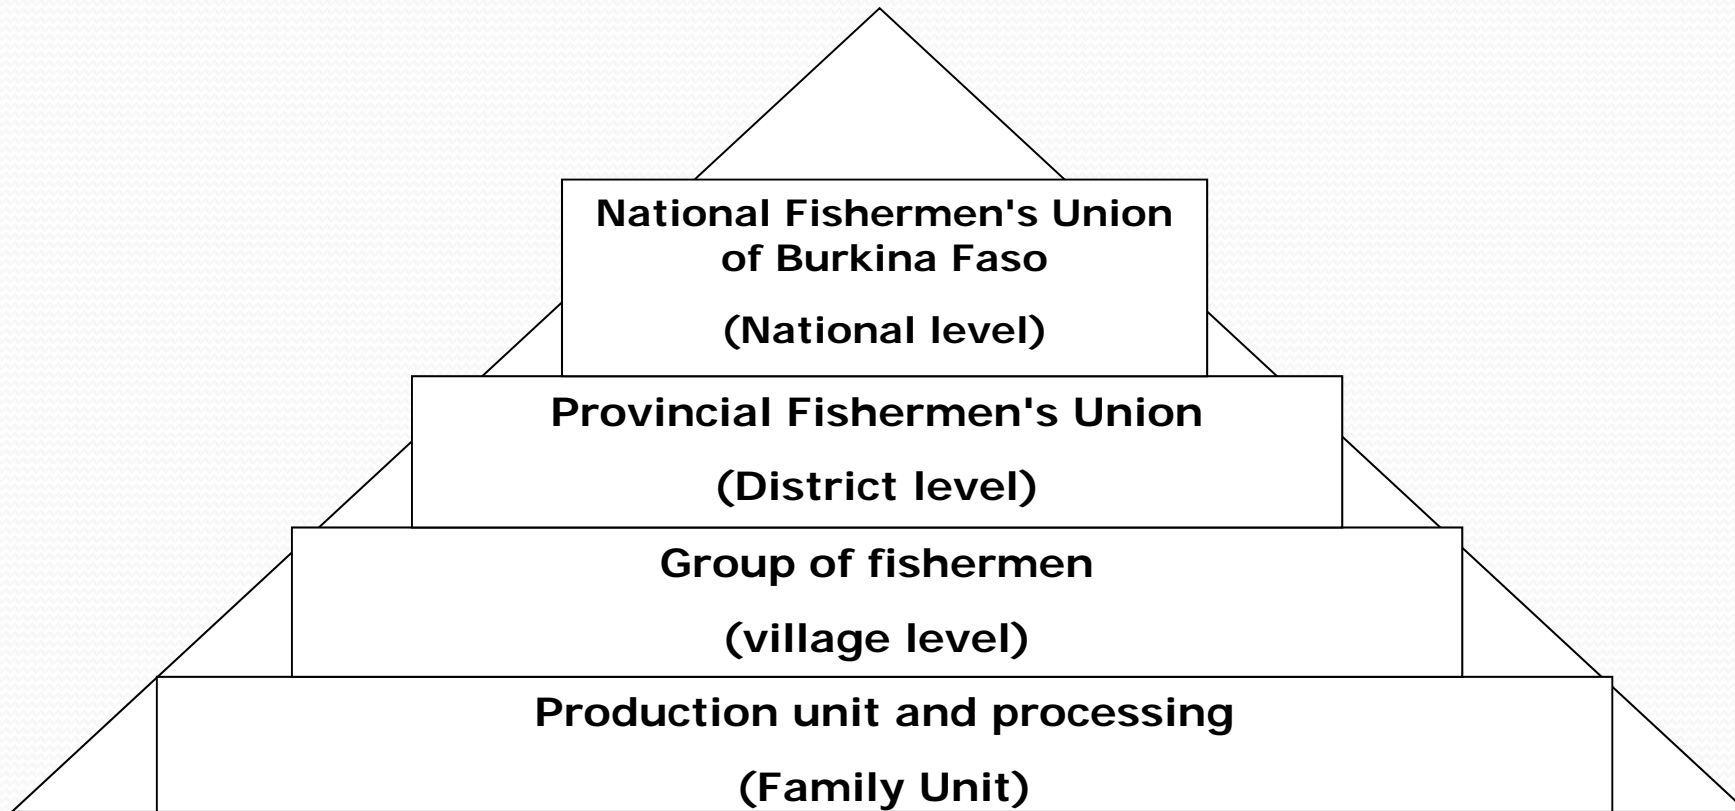 National Fishermen's Union
of Burkina Faso
(National level)
Provincial Fishermen's Union
(District level)
Group of fishermen
(village level)
Production unit and processing
(Family Unit)